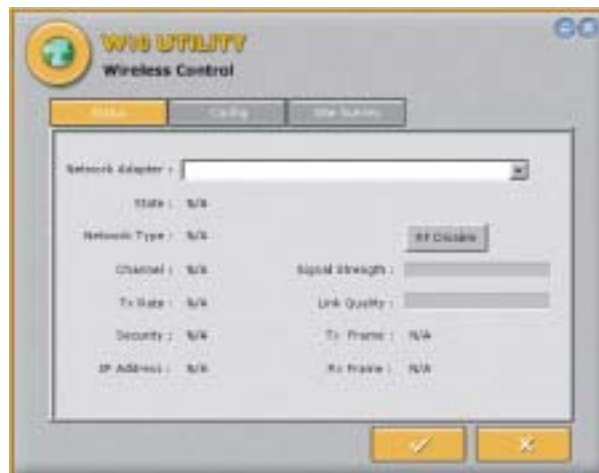 W10 UTILITY
Wireless Control
Status Config Site Survey
Network Adapter :
State : N/A
Network Type : N/A RF Disable
Channel : N/A Signal Strength :
Tx Rate : N/A Link Quality :
Security : N/A Tx Frame : N/A
IP Address : N/A Rx Frame : N/A